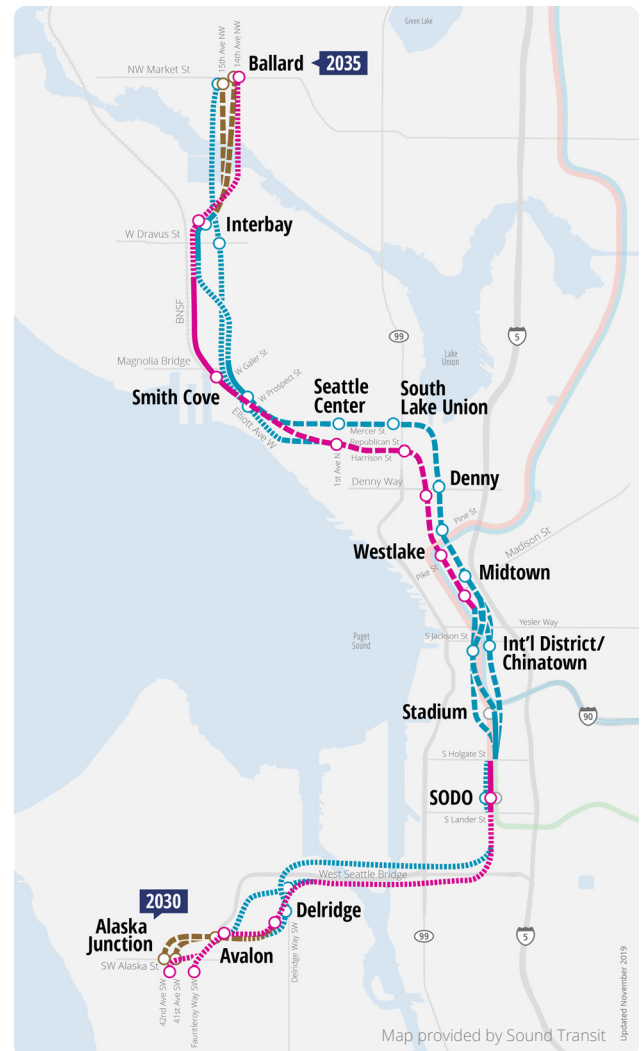 Green Lake
15th Ave NW
14th Ave NW
Ballard
2035
NW Market St
Interbay
W Dravus St
BNSF
99
5
Lake
Union
Magnolia Bridge
W Galer St
W Prospect St
Smith Cove
Elliott Ave W
Seattle
Center
South
Lake Union
Mercer St
Republican St
Harrison St
1st Ave N
Denny Way
Denny
Pine St
Madison St
Westlake
Pike St
Midtown
Yesler Way
Puget
Sound
S Jackson St
Int'l District/
Chinatown
Stadium
90
S Holgate St
SODO
S Lander St
West Seattle Bridge
2030
Alaska
Junction
Delridge
Avalon
SW Alaska St
42nd Ave SW
41st Ave SW
Fauntleroy Way SW
Delridge Way SW
99
5
Map provided by Sound Transit
Updated November 2019